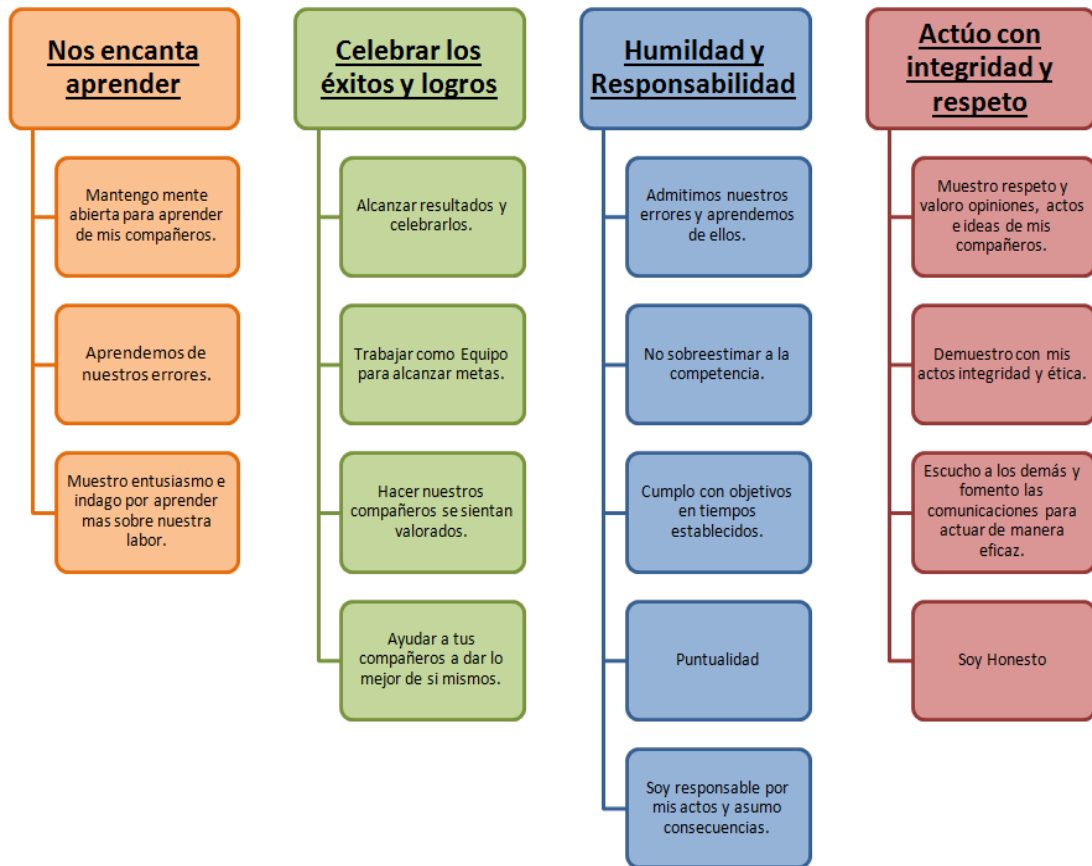 Nos encanta
aprender
Mantengo mente
abierta para aprender
de mis compañeros.
Aprendemos de
nuestros errores.
Muestro entusiasmo e
indago por aprender
mas sobre nuestra
labor.
Celebrar los
éxitos y logros
Alcanzar resultados y
celebrarlos.
Trabajar como Equipo
para alcanzar metas.
Hacer nuestros
compañeros se sientan
valorados.
Ayudar a tus
compañeros a dar lo
mejor de si mismos.
Humildad y
Responsabilidad
Admitimos nuestros
errores y aprendemos
de ellos.
No sobreestimar a la
competencia.
Cumplo con objetivos
en tiempos
establecidos.
Puntualidad
Soy responsable por
mis actos y asumo
consecuencias.
Actúo con
integridad y
respeto
Muestro respeto y
valoro opiniones, actos
e ideas de mis
compañeros.
Demuestro con mis
actos integridad y ética.
Escucho a los demás y
fomento las
comunicaciones para
actuar de manera
eficaz.
Soy Honesto